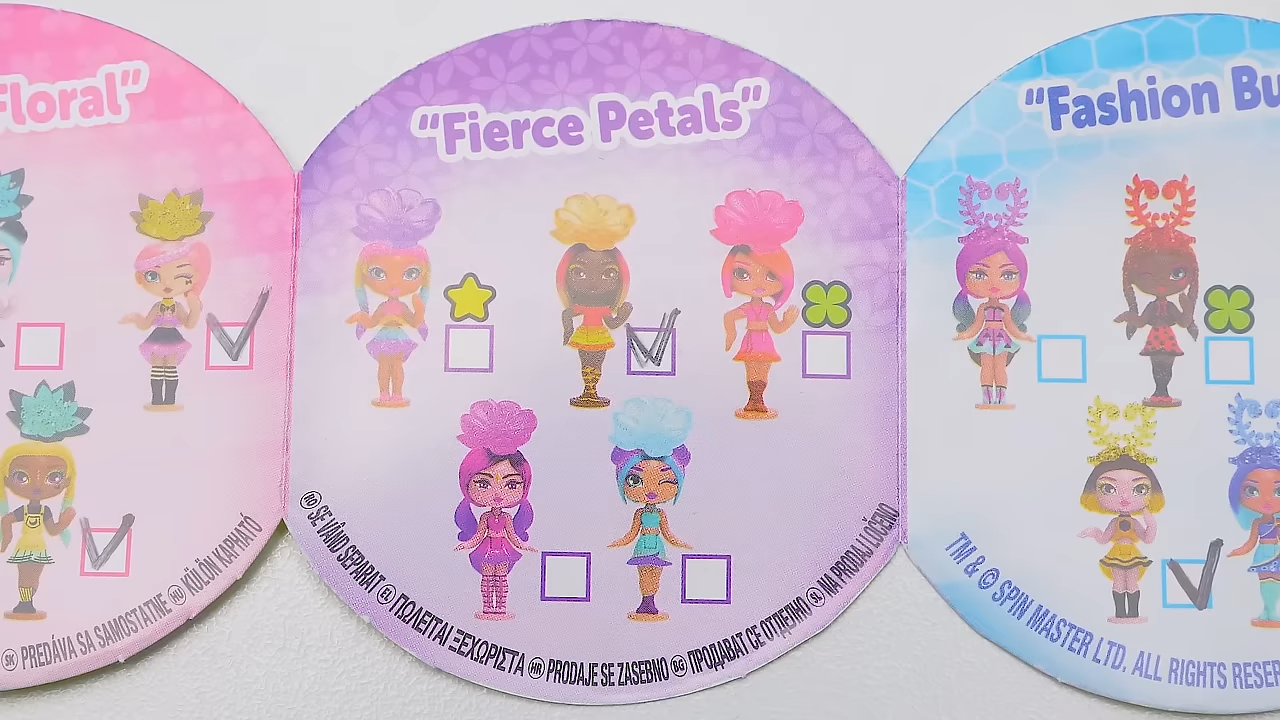 Floral”
“Fierce Petals”
“Fashion Bu
SK PREDÁVA SA SAMOSTATNE HU KÜLÖN KAPHATÓ
RO SE VÂND SEPARAT EL ΠΩΛΕΙΤΑΙ ΞΕΧΩΡΙΣΤΑ HR PRODAJE SE ZASEBNO BG ПРОДАВАТ СЕ ОТДЕЛНО SL NA PRODAJ LOČENO
TM & © SPIN MASTER LTD. ALL RIGHTS RESER